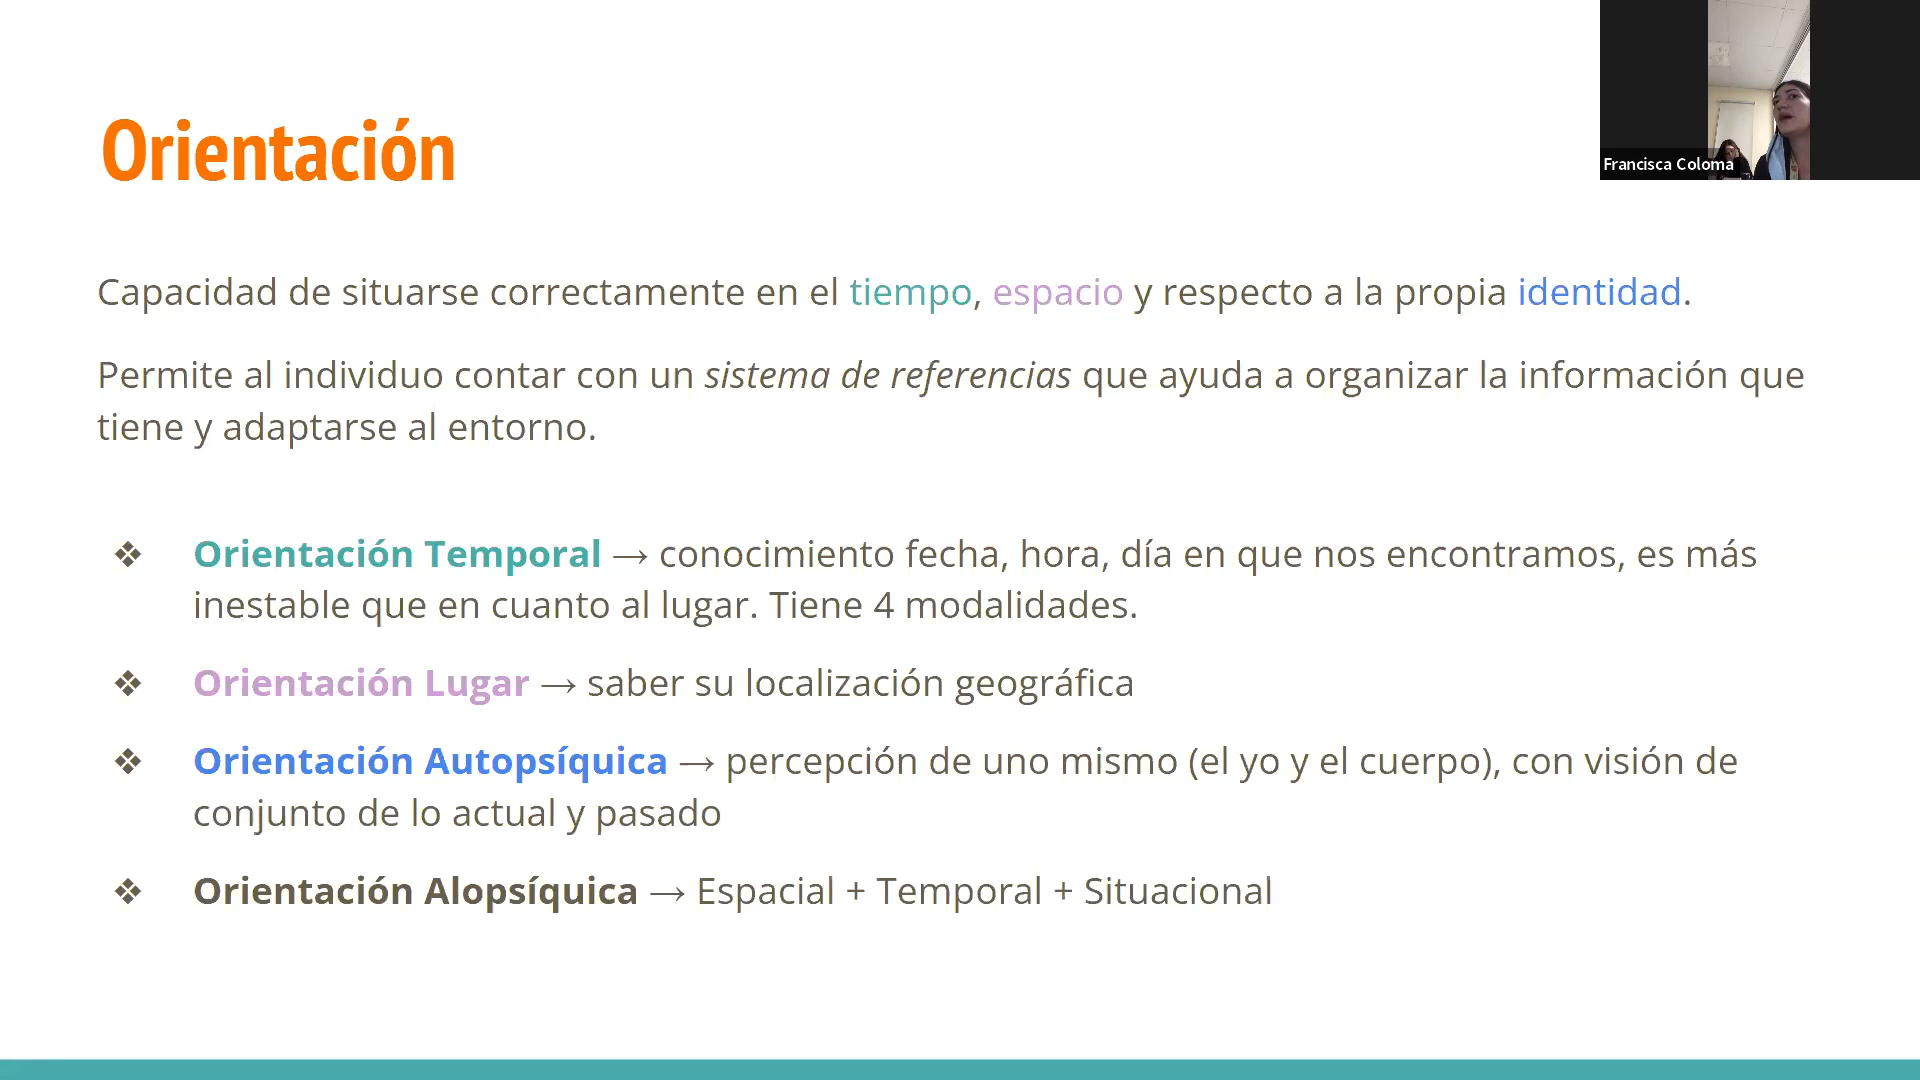 Orientación
Francisca Coloma
Capacidad de situarse correctamente en el tiempo, espacio y respecto a la propia identidad.
Permite al individuo contar con un sistema de referencias que ayuda a organizar la información que
tiene y adaptarse al entorno.
❖ Orientación Temporal → conocimiento fecha, hora, día en que nos encontramos, es más
inestable que en cuanto al lugar. Tiene 4 modalidades.
❖ Orientación Lugar → saber su localización geográfica
❖ Orientación Autopsíquica → percepción de uno mismo (el yo y el cuerpo), con visión de
conjunto de lo actual y pasado
❖ Orientación Alopsíquica → Espacial + Temporal + Situacional